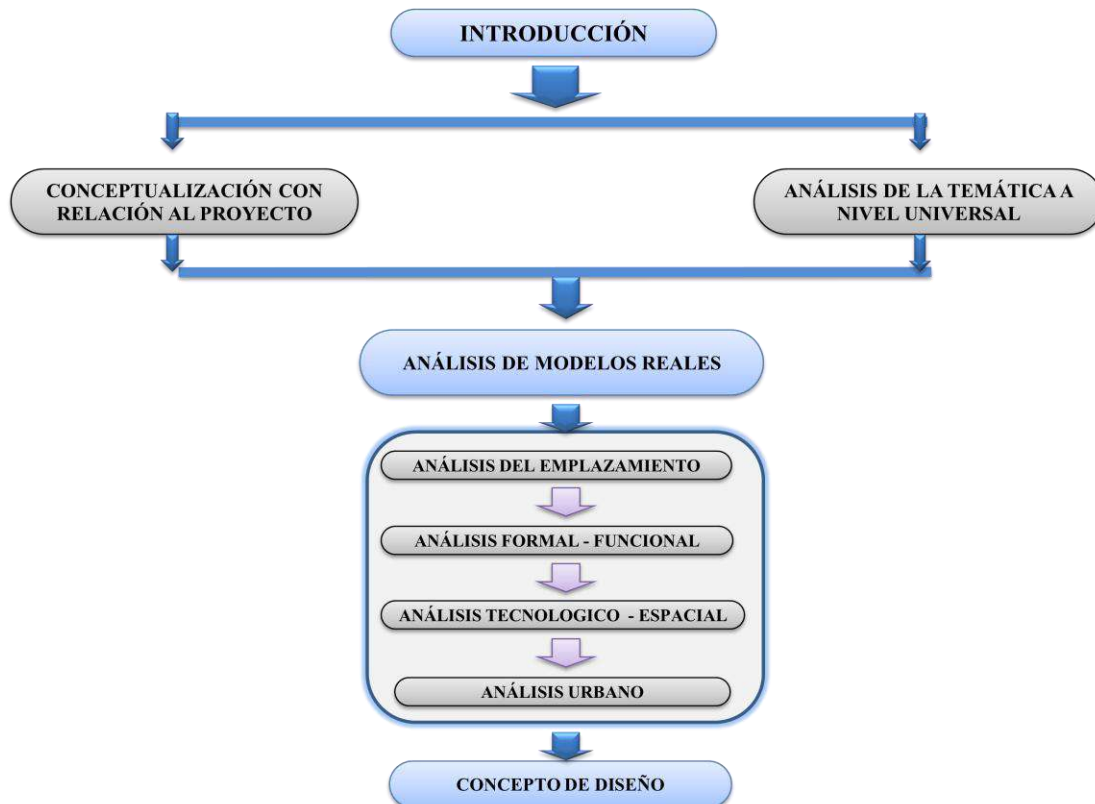 INTRODUCCIÓN
CONCEPTUALIZACIÓN CON
RELACIÓN AL PROYECTO
ANÁLISIS DE LA TEMÁTICA A
NIVEL UNIVERSAL
ANÁLISIS DE MODELOS REALES
ANÁLISIS DEL EMPLAZAMIENTO
ANÁLISIS FORMAL - FUNCIONAL
ANÁLISIS TECNOLOGICO - ESPACIAL
ANÁLISIS URBANO
CONCEPTO DE DISEÑO